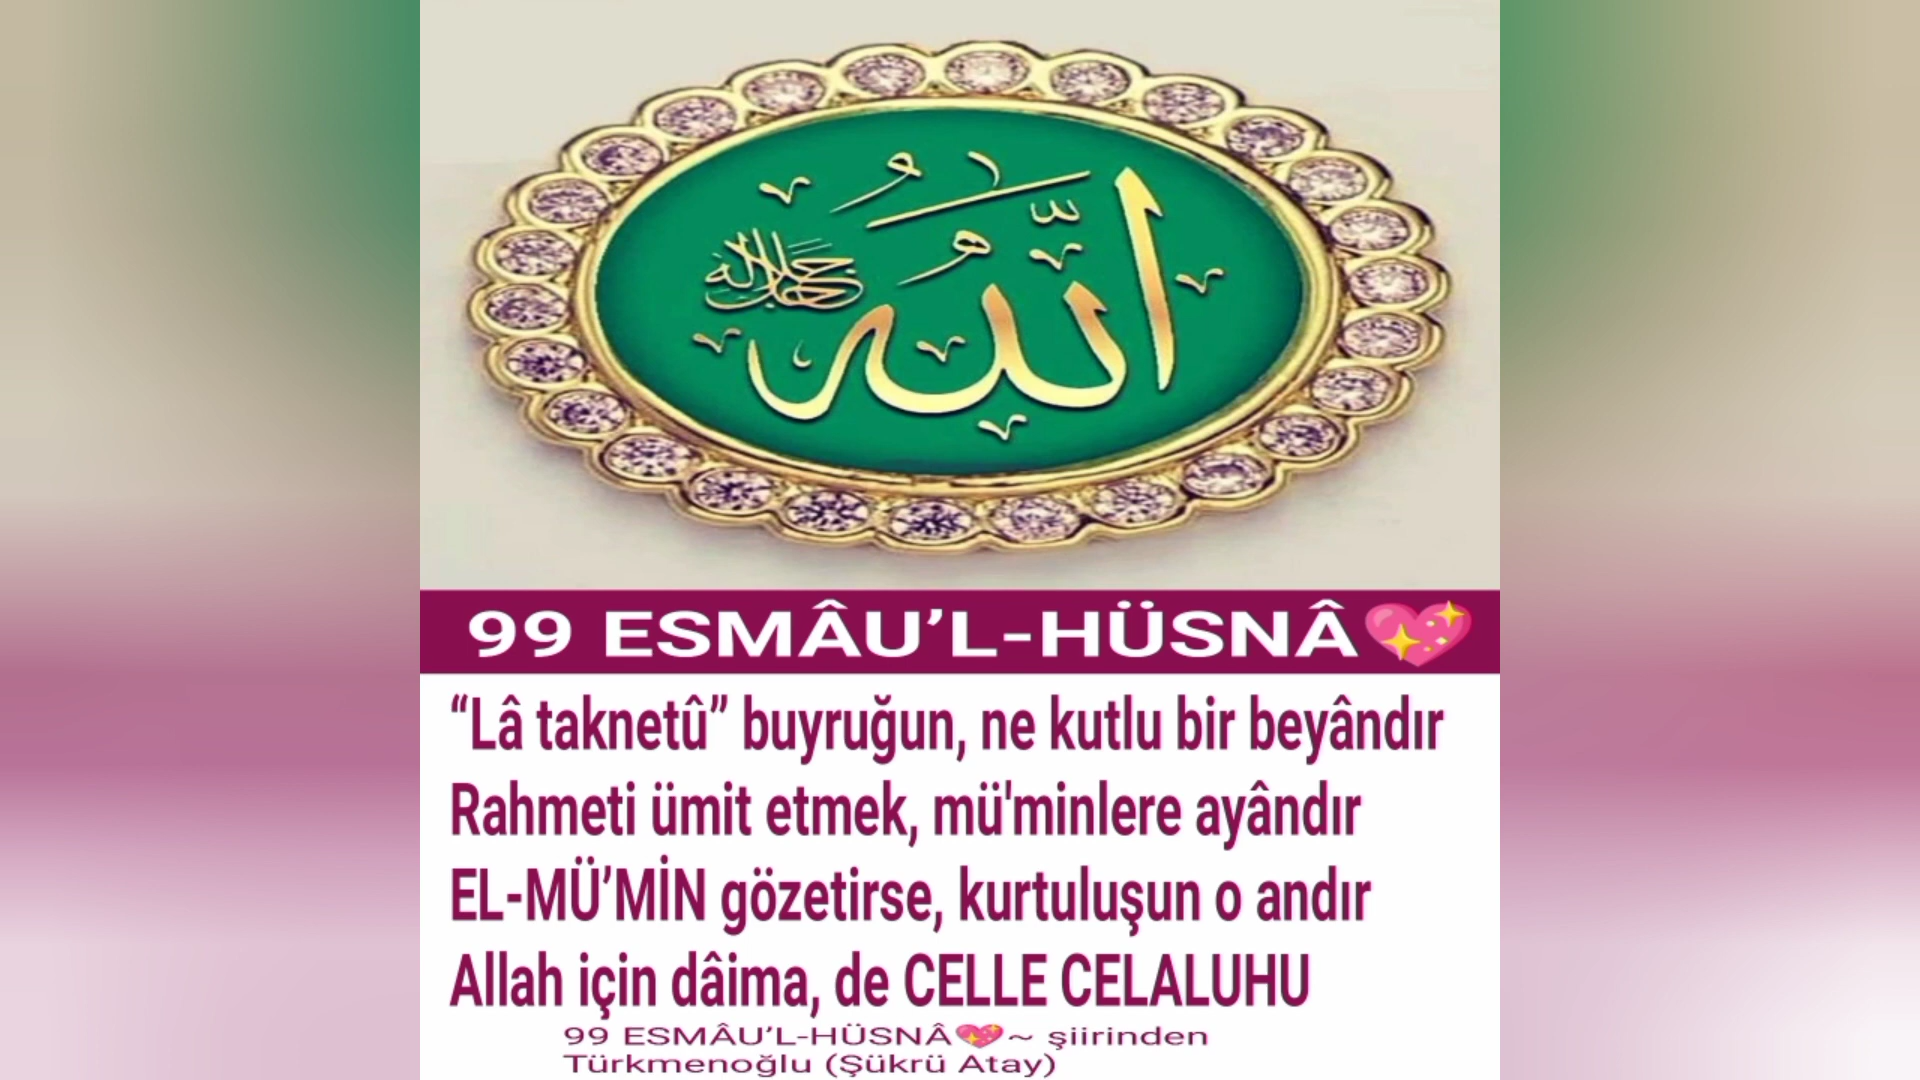 الله
جل جلاله
99 ESMÂU’L-HÜSNÂ💖
“Lâ taknetû” buyruğun, ne kutlu bir beyândır
Rahmeti ümit etmek, mü'minlere ayândır
EL-MÜ’MİN gözetirse, kurtuluşun o andır
Allah için dâima, de CELLE CELALUHU
99 ESMÂU’L-HÜSNÂ💖~ şiirinden
Türkmenoğlu (Şükrü Atay)